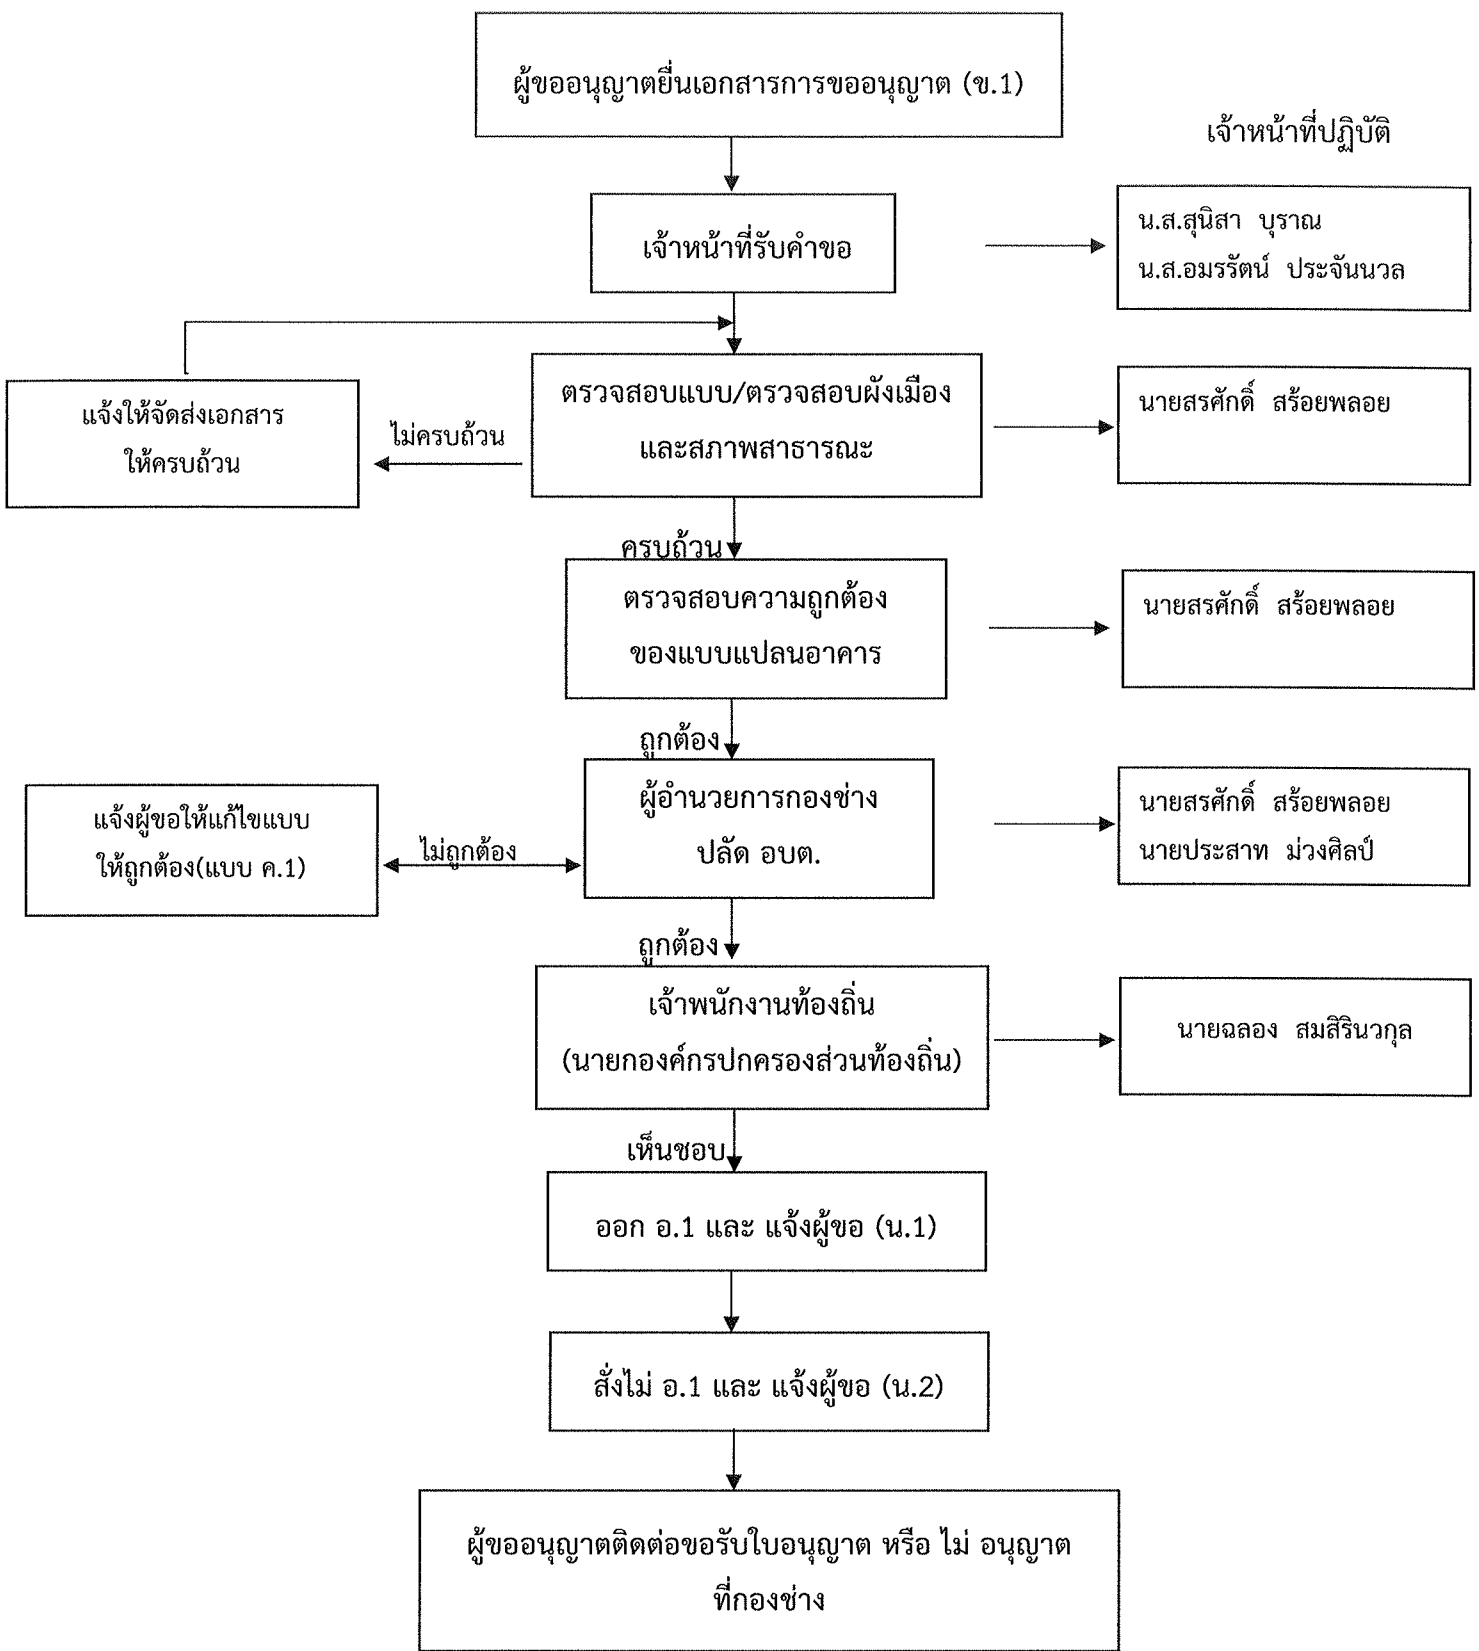 ผู้ขออนุญาตยื่นเอกสารการขออนุญาต (ข.1)
เจ้าหน้าที่ปฏิบัติ
เจ้าหน้าที่รับคำขอ
น.ส.สุนิสา บุราณ
น.ส.อมรรัตน์ ประจันนวล
ตรวจสอบแบบ/ตรวจสอบผังเมือง
และสภาพสาธารณะ
นายสรศักดิ์ สร้อยพลอย
แจ้งให้จัดส่งเอกสาร
ให้ครบถ้วน
ไม่ครบถ้วน
ครบถ้วน
ตรวจสอบความถูกต้อง
ของแบบแปลนอาคาร
นายสรศักดิ์ สร้อยพลอย
ถูกต้อง
ผู้อำนวยการกองช่าง
ปลัด อบต.
นายสรศักดิ์ สร้อยพลอย
นายประสาท ม่วงศิลป์
แจ้งผู้ขอให้แก้ไขแบบ
ให้ถูกต้อง(แบบ ค.1)
ไม่ถูกต้อง
ถูกต้อง
เจ้าพนักงานท้องถิ่น
(นายกองค์กรปกครองส่วนท้องถิ่น)
นายฉลอง สมสิรินวกุล
เห็นชอบ
ออก อ.1 และ แจ้งผู้ขอ (น.1)
สั่งไม่ อ.1 และ แจ้งผู้ขอ (น.2)
ผู้ขออนุญาตติดต่อขอรับใบอนุญาต หรือ ไม่ อนุญาต
ที่กองช่าง